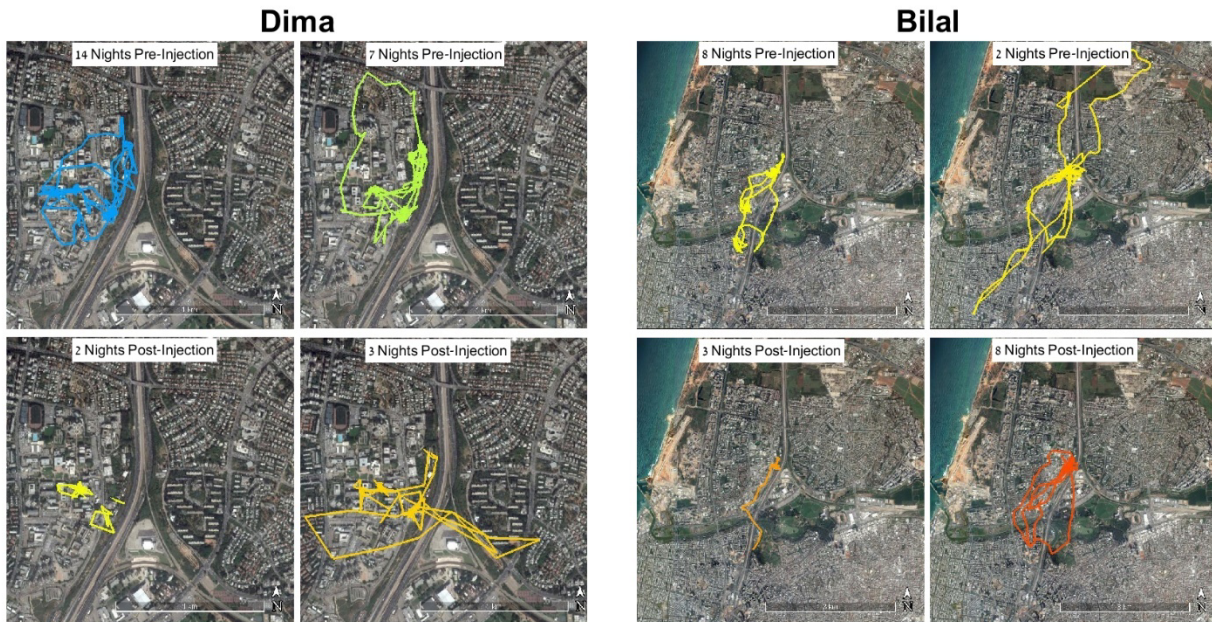 Dima
Bilal
14 Nights Pre-Injection
7 Nights Pre-Injection
8 Nights Pre-Injection
2 Nights Pre-Injection
N
N
N
N
2 Nights Post-Injection
3 Nights Post-Injection
3 Nights Post-Injection
8 Nights Post-Injection
N
N
N
N